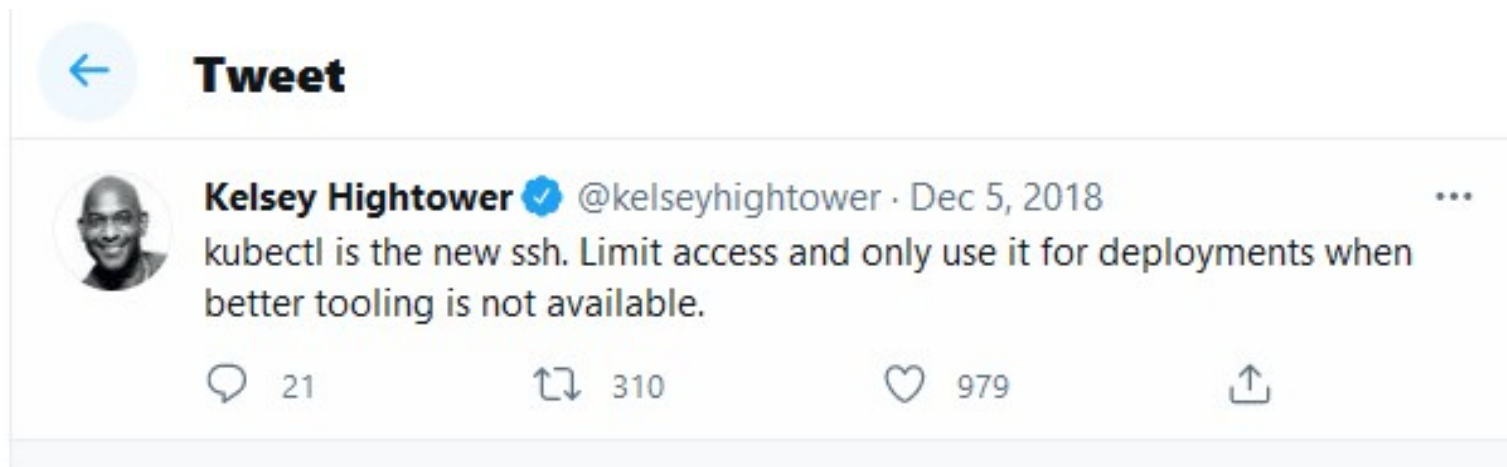 Tweet
Kelsey Hightower @kelseyhightower · Dec 5, 2018
kubectl is the new ssh. Limit access and only use it for deployments when
better tooling is not available.
21 310 979